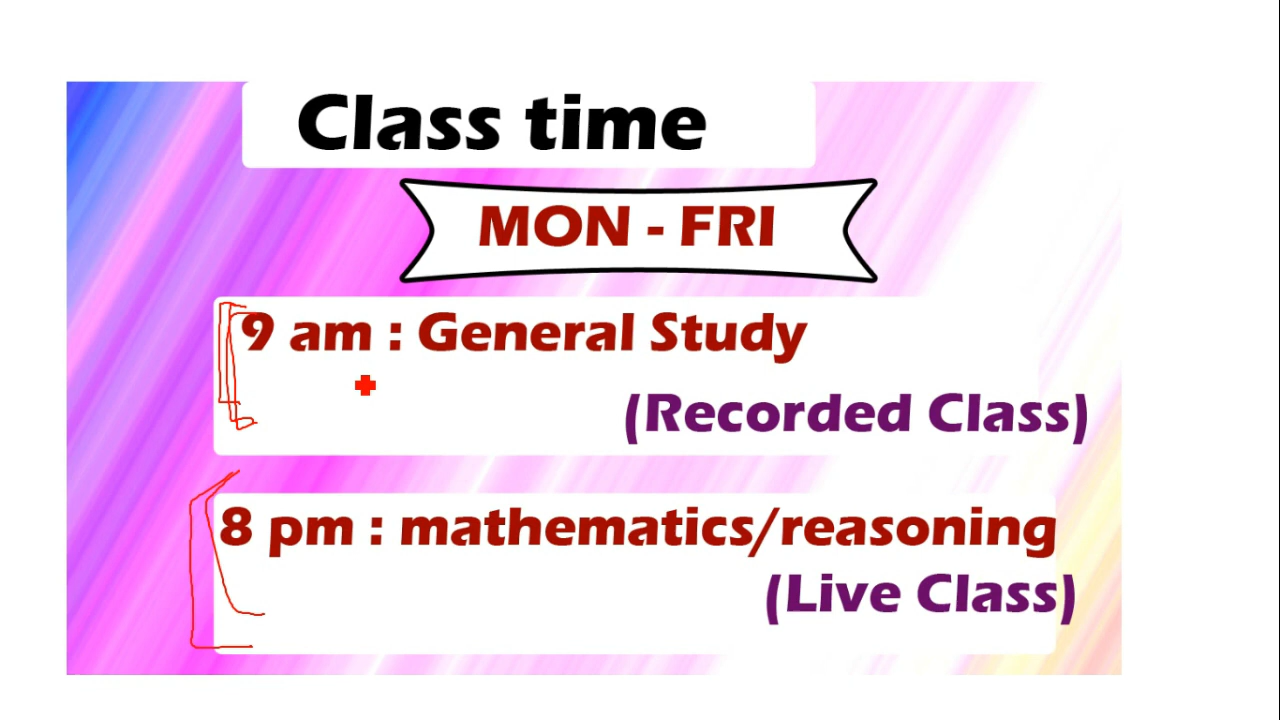 Class time
MON - FRI
9 am : General Study
(Recorded Class)
8 pm : mathematics/reasoning
(Live Class)